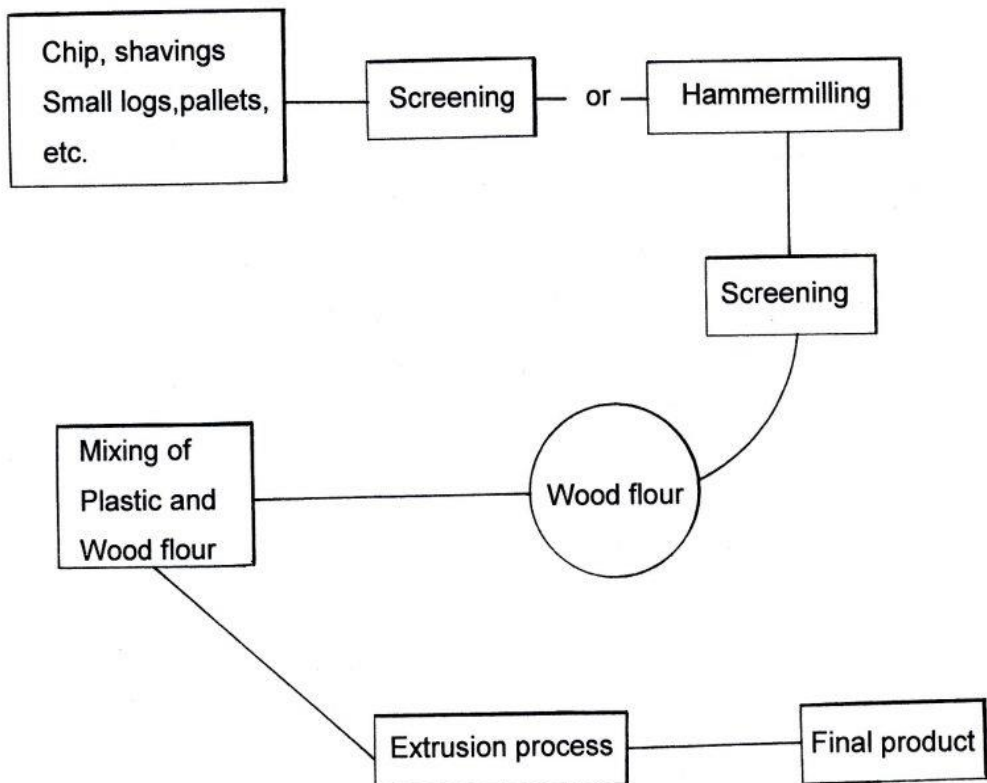 Chip, shavings
Small logs,pallets,
etc.
Screening
or
Hammermilling
Screening
Wood flour
Mixing of
Plastic and
Wood flour
Extrusion process
Final product